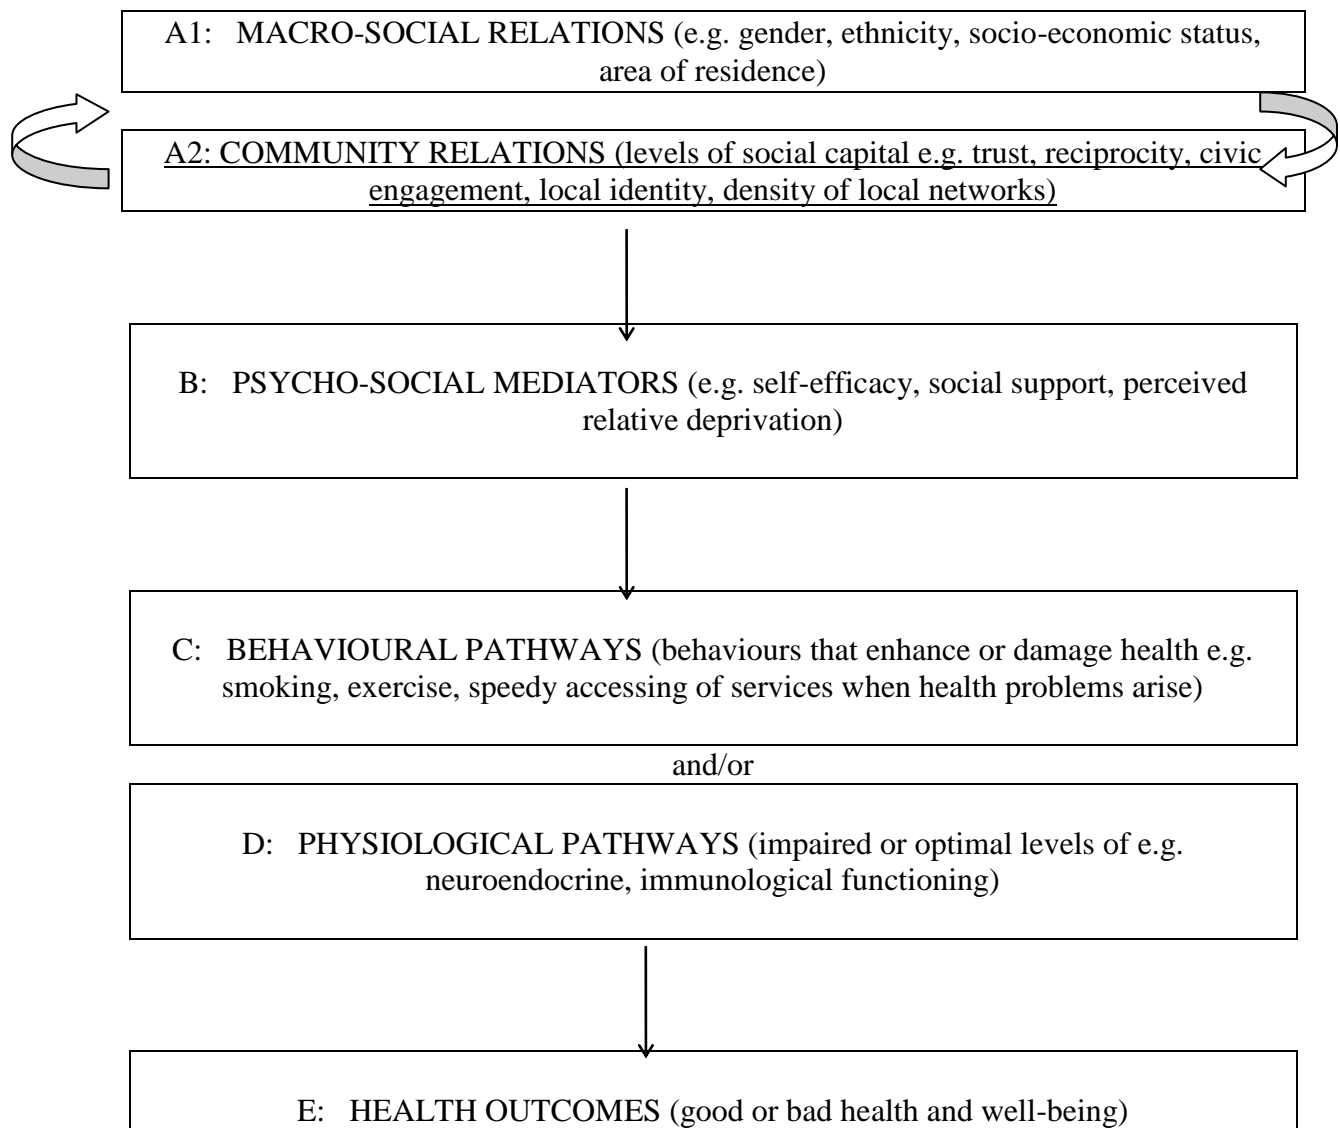 A1: MACRO-SOCIAL RELATIONS (e.g. gender, ethnicity, socio-economic status,
area of residence)
A2: COMMUNITY RELATIONS (levels of social capital e.g. trust, reciprocity, civic
engagement, local identity, density of local networks)
B: PSYCHO-SOCIAL MEDIATORS (e.g. self-efficacy, social support, perceived
relative deprivation)
C: BEHAVIOURAL PATHWAYS (behaviours that enhance or damage health e.g.
smoking, exercise, speedy accessing of services when health problems arise)
and/or
D: PHYSIOLOGICAL PATHWAYS (impaired or optimal levels of e.g.
neuroendocrine, immunological functioning)
E: HEALTH OUTCOMES (good or bad health and well-being)